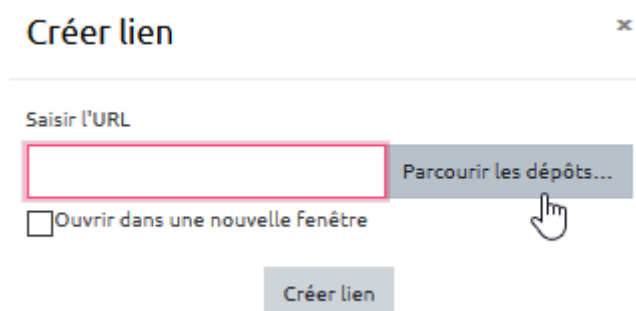 Créer lien
×
Saisir l'URL
Parcourir les dépôts...
Ouvrir dans une nouvelle fenêtre
Créer lien